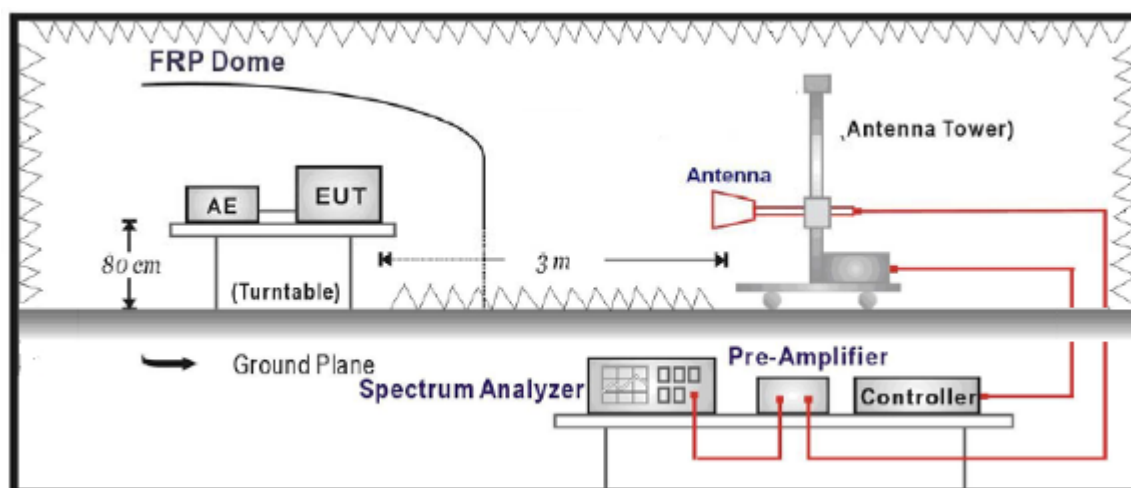 FRP Dome
(Antenna Tower)
Antenna
AE
EUT
80 cm
3 m
(Turntable)
Ground Plane
Pre-Amplifier
Spectrum Analyzer
Controller